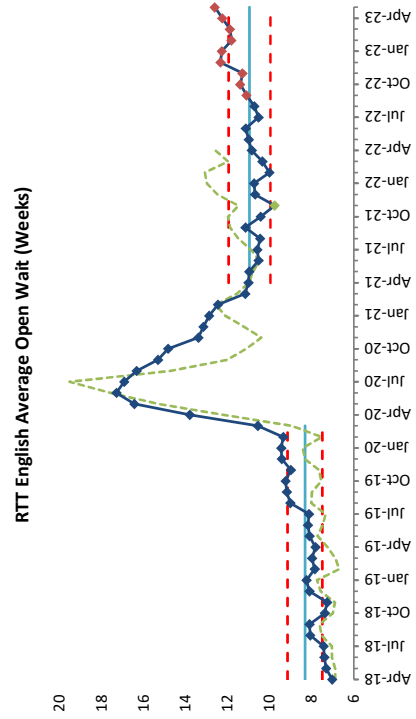 RTT English Average Open Wait (Weeks)
20
18
16
14
12
10
8
6
Apr-18
Jul-18
Oct-18
Jan-19
Apr-19
Jul-19
Oct-19
Jan-20
Apr-20
Jul-20
Oct-20
Jan-21
Apr-21
Jul-21
Oct-21
Jan-22
Apr-22
Jul-22
Oct-22
Jan-23
Apr-23